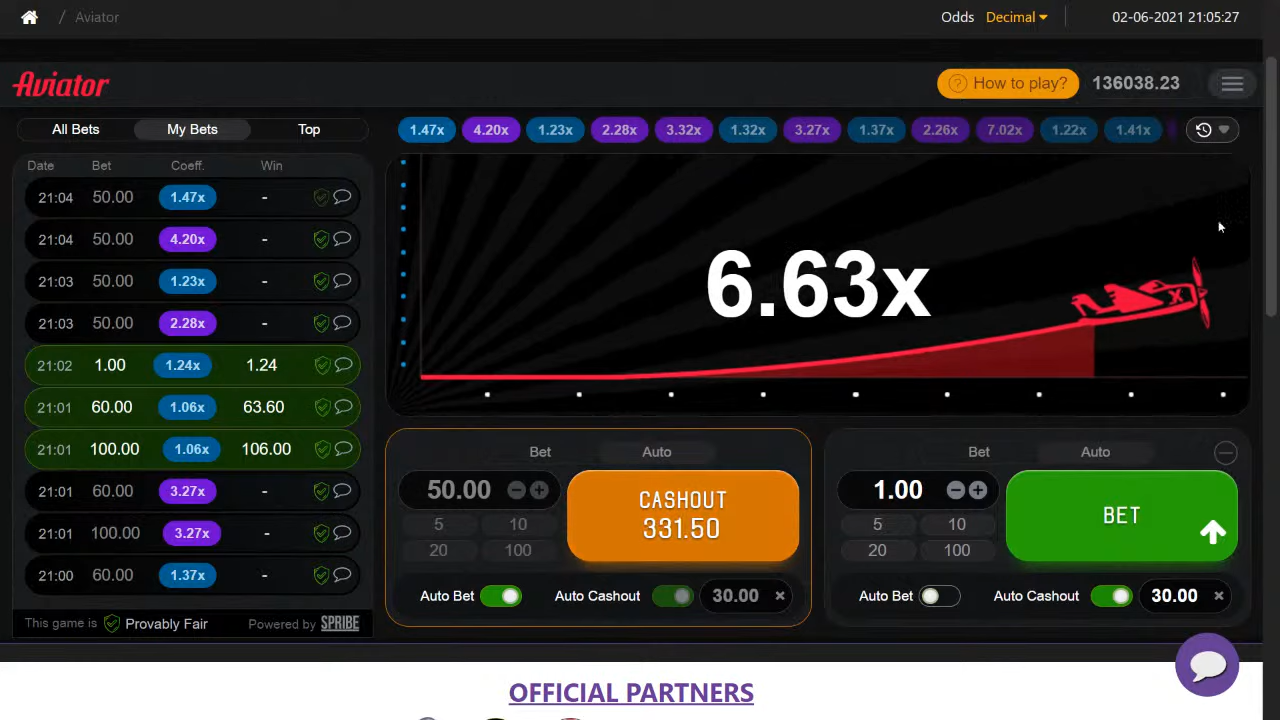 / Aviator
Odds Decimal 02-06-2021 21:05:27
Aviator
? How to play? 136038.23
All Bets My Bets Top
1.47x 4.20x 1.23x 2.28x 3.32x 1.32x 3.27x 1.37x 2.26x 7.02x 1.22x 1.41x
Date Bet Coeff. Win
21:04 50.00 1.47x -
21:04 50.00 4.20x -
21:03 50.00 1.23x -
21:03 50.00 2.28x -
21:02 1.00 1.24x 1.24
21:01 60.00 1.06x 63.60
21:01 100.00 1.06x 106.00
21:01 60.00 3.27x -
21:01 100.00 3.27x -
21:00 60.00 1.37x -
This game is Provably Fair Powered by SPRIBE
6.63x
X
Bet Auto
50.00
5 10
20 100
CASHOUT
331.50
Auto Bet Auto Cashout 30.00 ×
Bet Auto
1.00
5 10
20 100
BET
Auto Bet Auto Cashout 30.00 ×
OFFICIAL PARTNERS